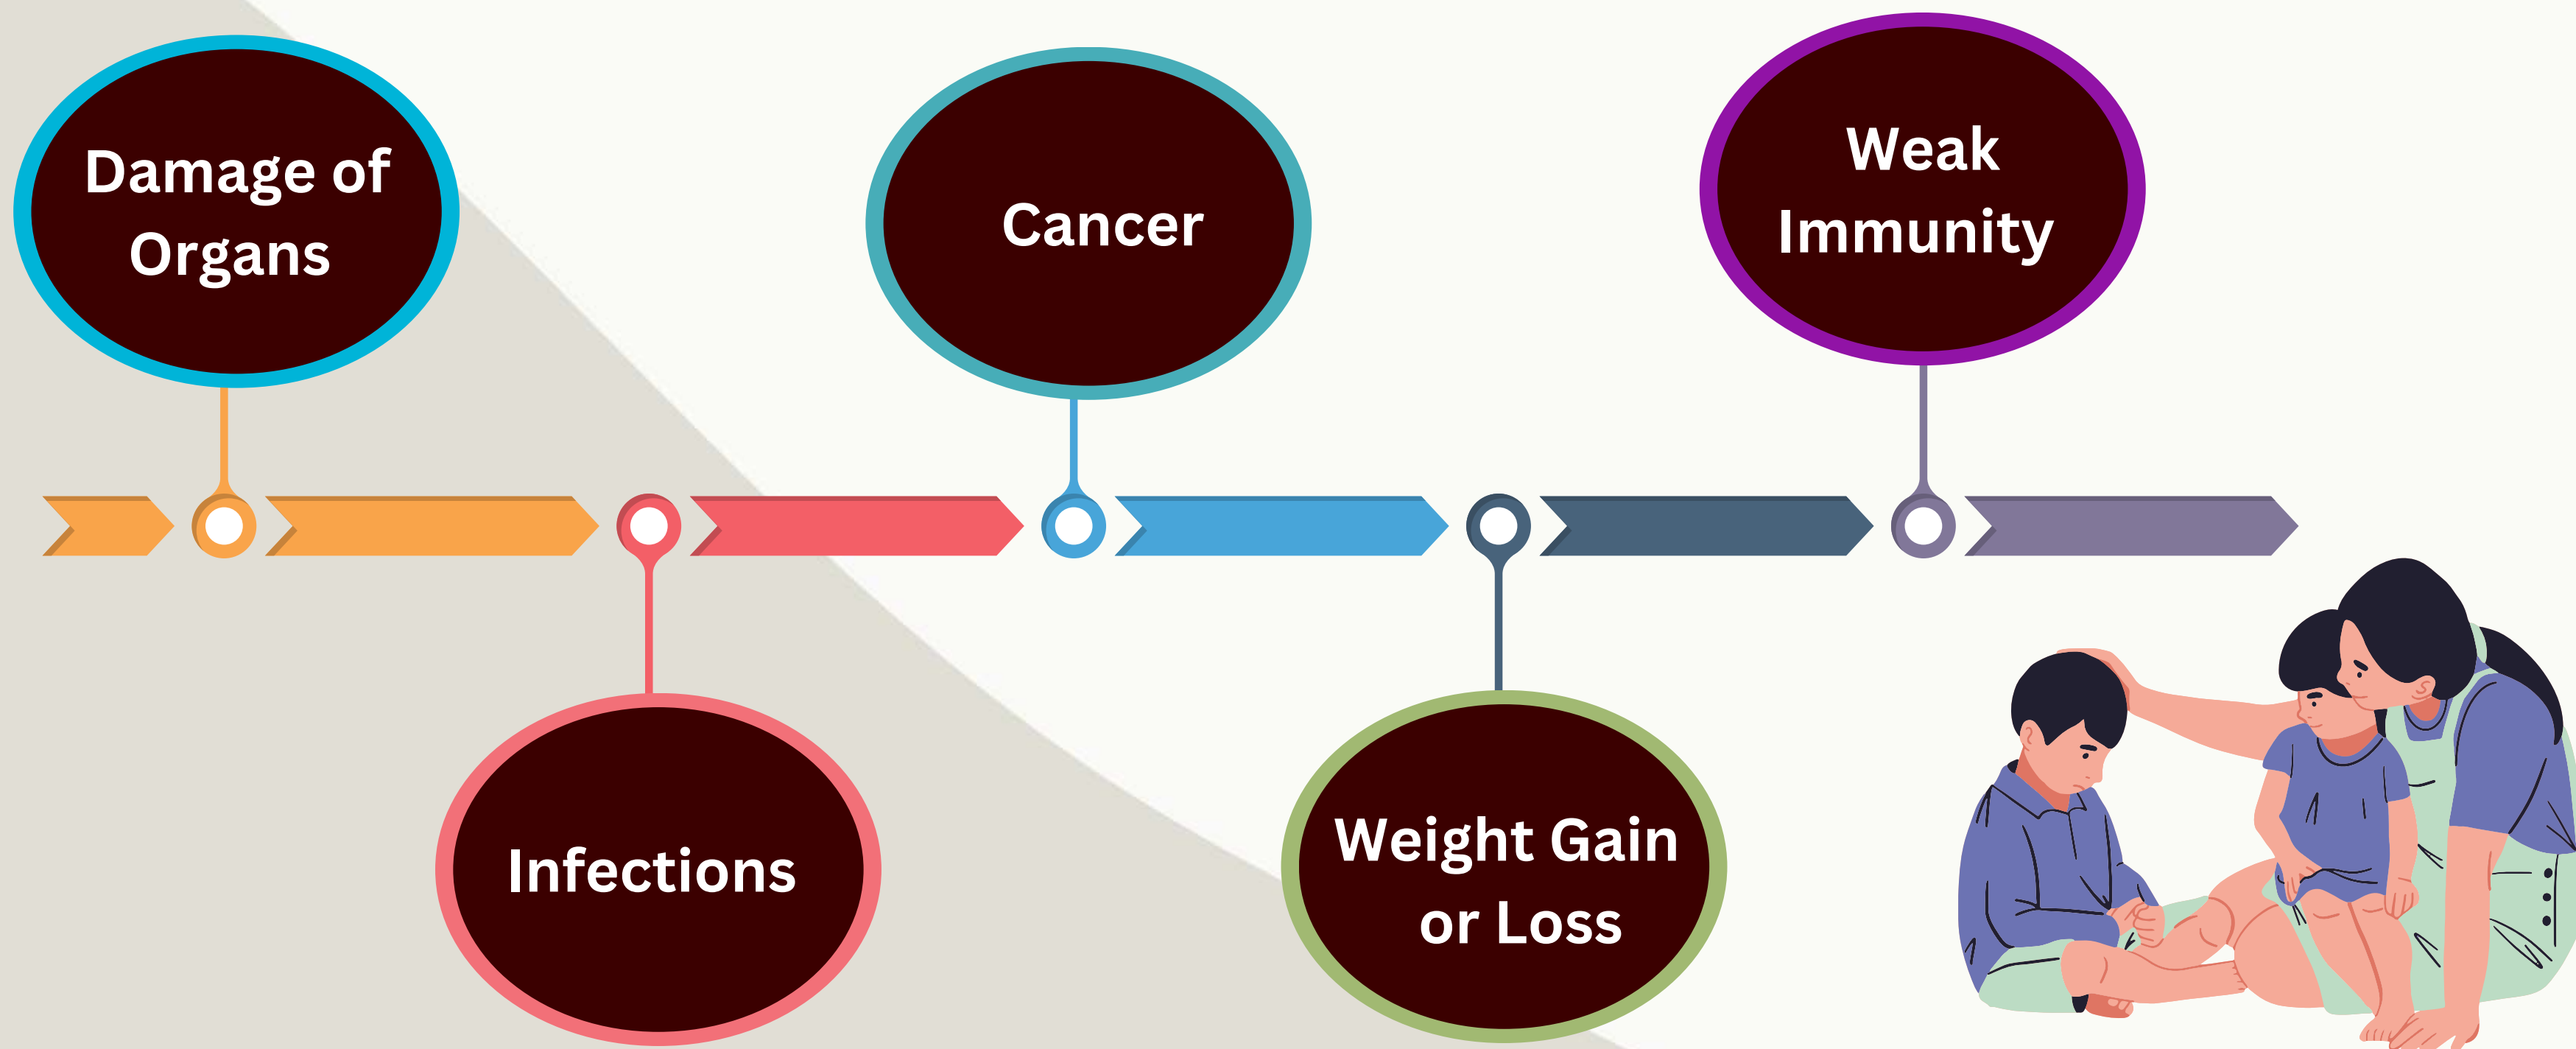 Damage of
Organs
Infections
Cancer
Weight Gain
or Loss
Weak
Immunity